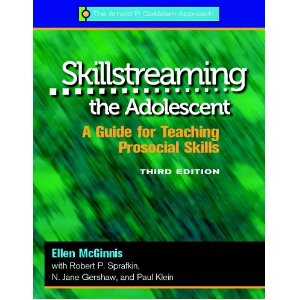 The Arnold P. Goldstein Approach
Skillstreaming
the Adolescent
A Guide for Teaching
Prosocial Skills
THIRD EDITION
Ellen McGinnis
with Robert P. Sprafkin,
N. Jane Gershaw, and Paul Klein